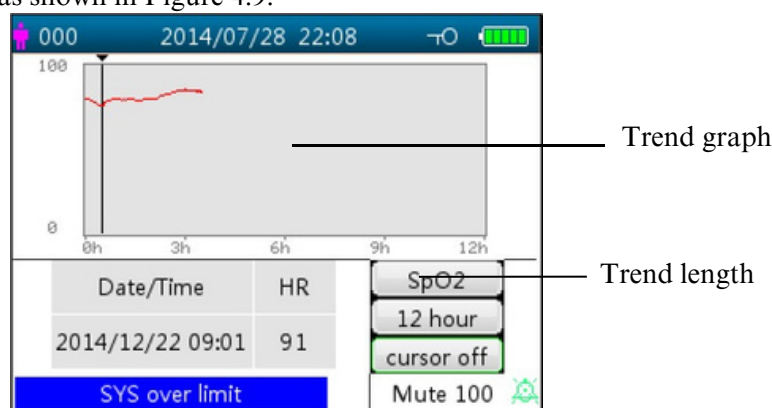 as shown in Figure 4.9.
000 2014/07/28 22:08
100
0
0h 3h 6h 9h 12h
Trend graph
Date/Time HR
2014/12/22 09:01 91
SpO2
12 hour
cursor off
Trend length
SYS over limit
Mute 100